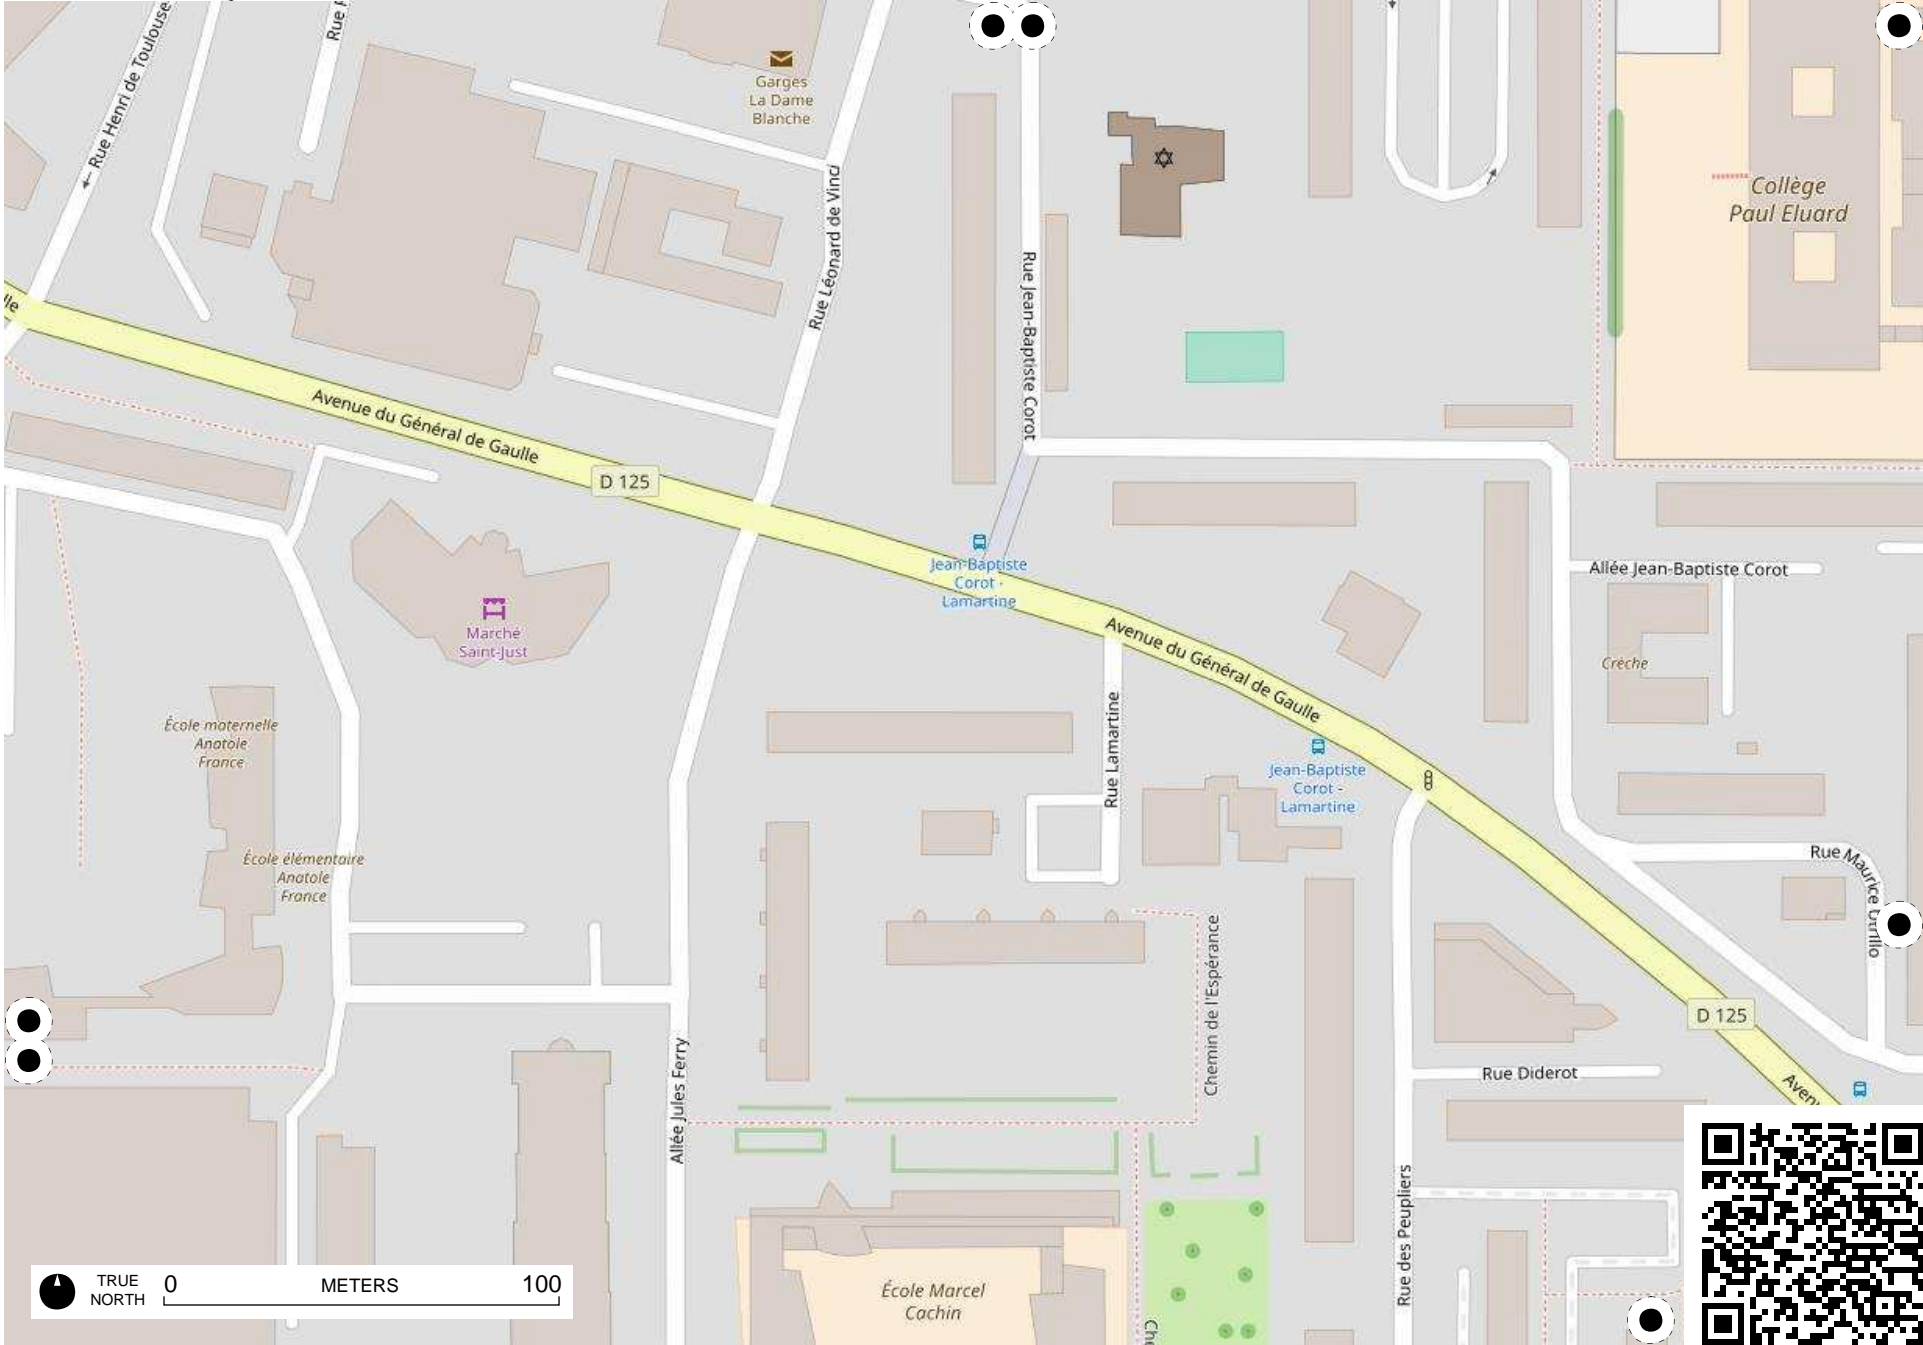 Rue Henri de Toulouse
Rue
Garges
La Dame
Blanche
Rue Léonard de Vinci
Rue Jean-Baptiste Corot
Collège
Paul Eluard
lle
Avenue du Général de Gaulle
D 125
Jean-Baptiste
Corot -
Lamartine
Marché
Saint-Just
Allée Jean-Baptiste Corot
Avenue du Général de Gaulle
Crèche
Rue Lamartine
École maternelle
Anatole
France
Jean-Baptiste
Corot -
Lamartine
École élémentaire
Anatole
France
Rue Maurice Utrillo
Chemin de l'Espérance
D 125
Allée Jules Ferry
Rue Diderot
Aven
Rue des Peupliers
École Marcel
Cachin
Che
TRUE
NORTH
0 METERS 100